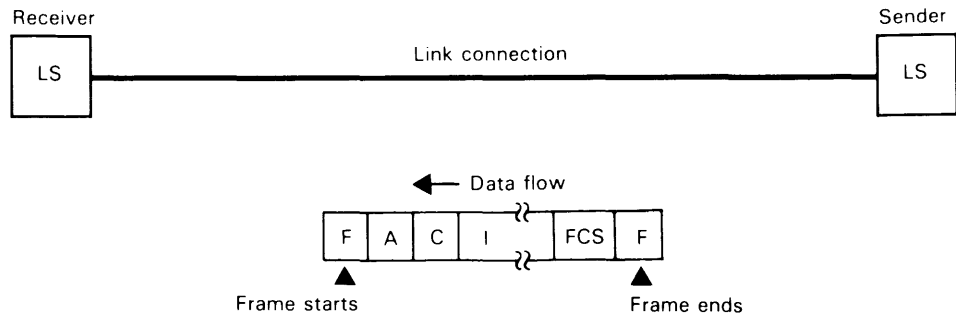 Receiver
Sender
LS
Link connection
LS
Data flow
F A C I FCS F
Frame starts
Frame ends